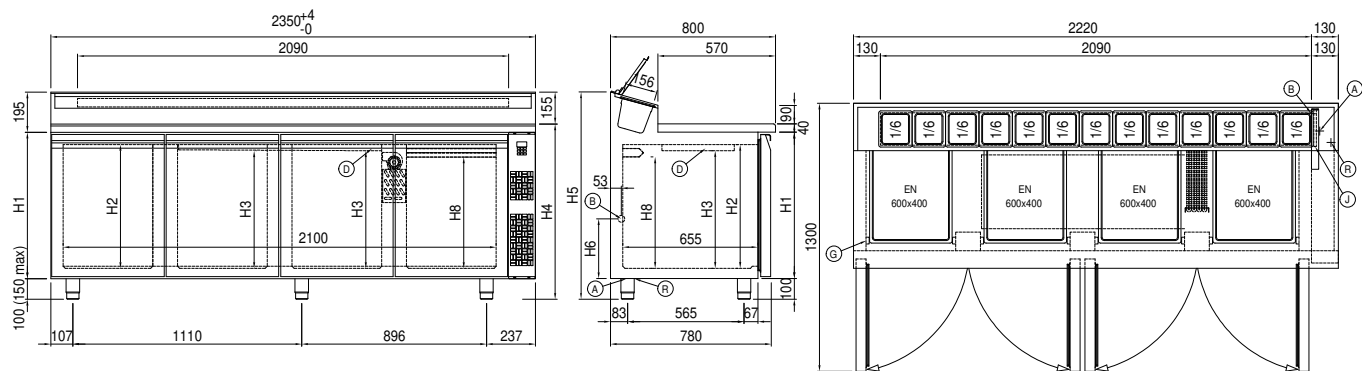 2350 +4 -0
2090
195
155
H1
H2
H3
D
H3
H8
H4
2100
100 (150 max)
107
1110
896
237
800
570
156
90
40
H5
53
B
H6
D
H8
H3
H2
H1
655
A
R
100
83
565
67
780
2220
130
130
2090
130
B
A
1/6 1/6 1/6 1/6 1/6 1/6 1/6 1/6 1/6 1/6 1/6 1/6 1/6
R
J
EN
600x400
EN
600x400
EN
600x400
EN
600x400
G
1300